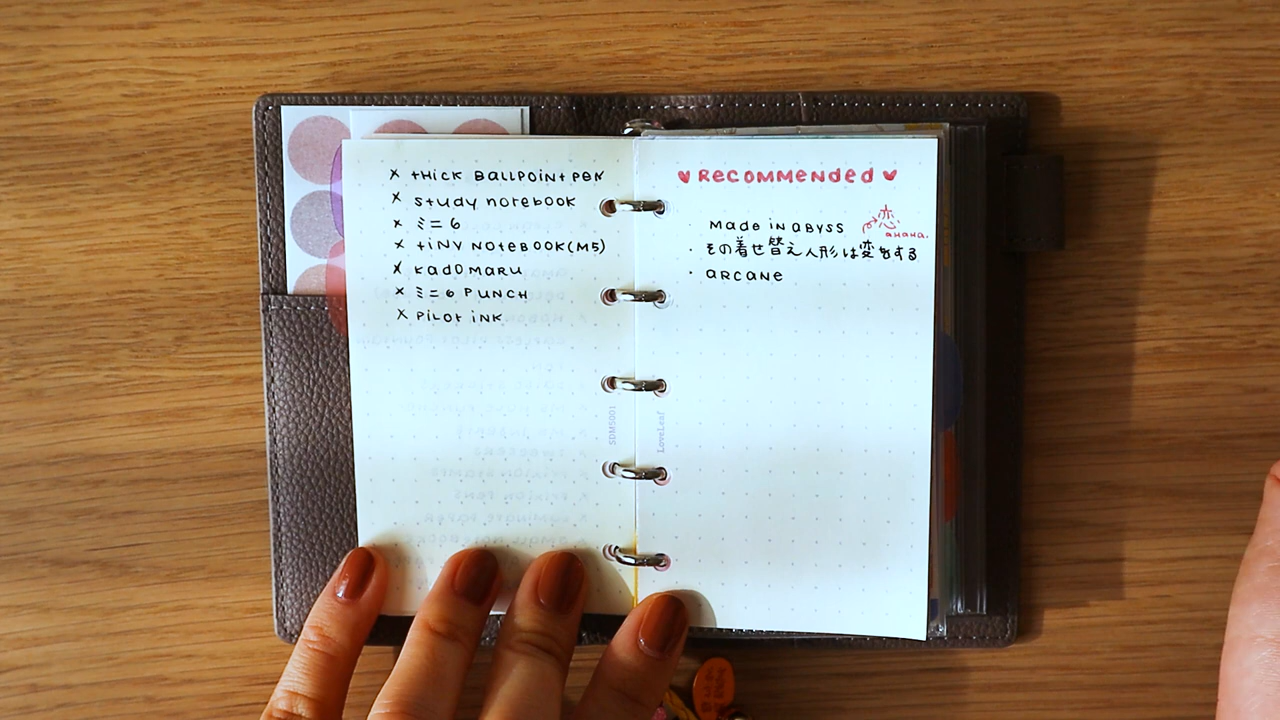 x tHICK BALLPOINT PEN
x study notebook
x ミニ6
x tiNY NOteBOOK(M5)
x KadOMARU
x ミニ6 PUNCH
x PiLOt iNK
SDM5001
LoveLeaf
♥ ReCOMMeNded ♥
Made iN aByss
恋
aHaHa.
· その着せ替え人形は変をする
· aRCaNe